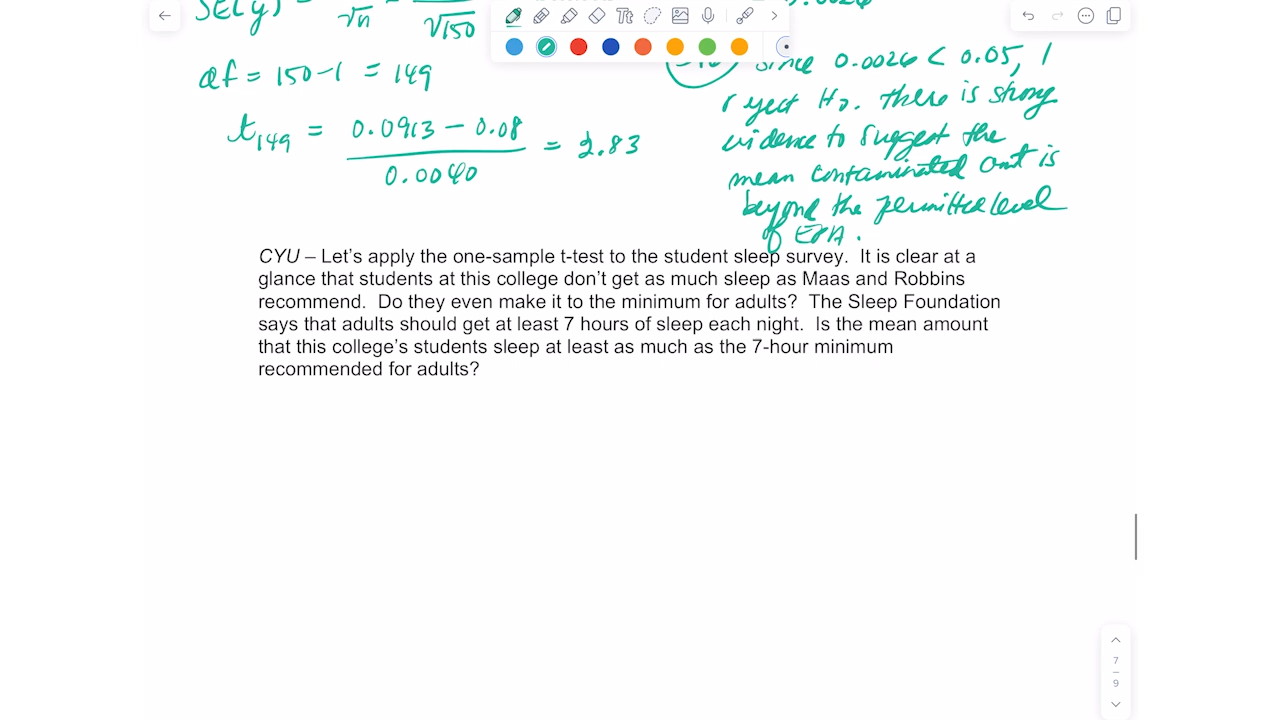 SE(y) = — = —
√n √150
df = 150-1 = 149
t149 = 0.0913 - 0.08 = 2.83
0.0040
since 0.0026 < 0.05, I
reject H0. there is strong
evidence to suggest the
mean contaminated amt is
beyond the permitted level
of EPA.
CYU – Let's apply the one-sample t-test to the student sleep survey. It is clear at a
glance that students at this college don't get as much sleep as Maas and Robbins
recommend. Do they even make it to the minimum for adults? The Sleep Foundation
says that adults should get at least 7 hours of sleep each night. Is the mean amount
that this college's students sleep at least as much as the 7-hour minimum
recommended for adults?
7
9